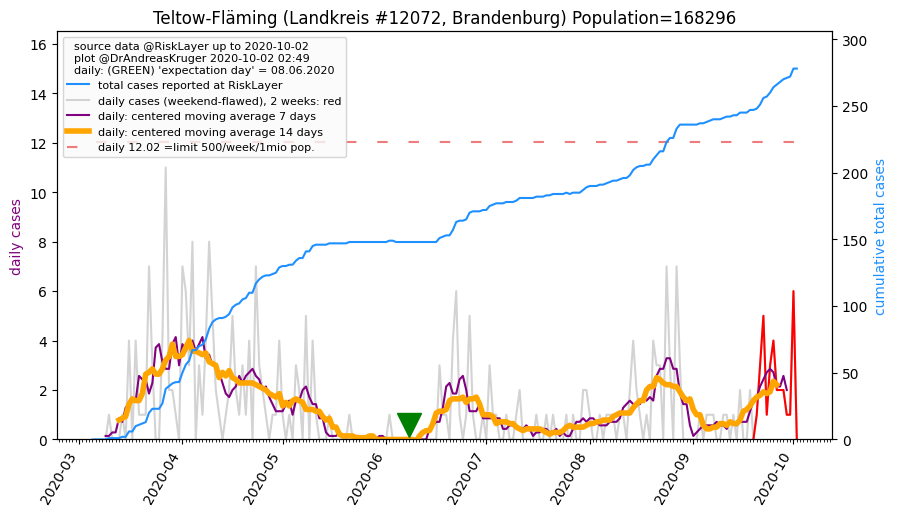 Teltow-Fläming (Landkreis #12072, Brandenburg) Population=168296
source data @RiskLayer up to 2020-10-02
plot @DrAndreasKruger 2020-10-02 02:49
daily: (GREEN) 'expectation day' = 08.06.2020
total cases reported at RiskLayer
daily cases (weekend-flawed), 2 weeks: red
daily: centered moving average 7 days
daily: centered moving average 14 days
daily 12.02 =limit 500/week/1mio pop.
daily cases
16
14
12
10
8
6
4
2
0
cumulative total cases
300
250
200
150
100
50
0
2020-03
2020-04
2020-05
2020-06
2020-07
2020-08
2020-09
2020-10